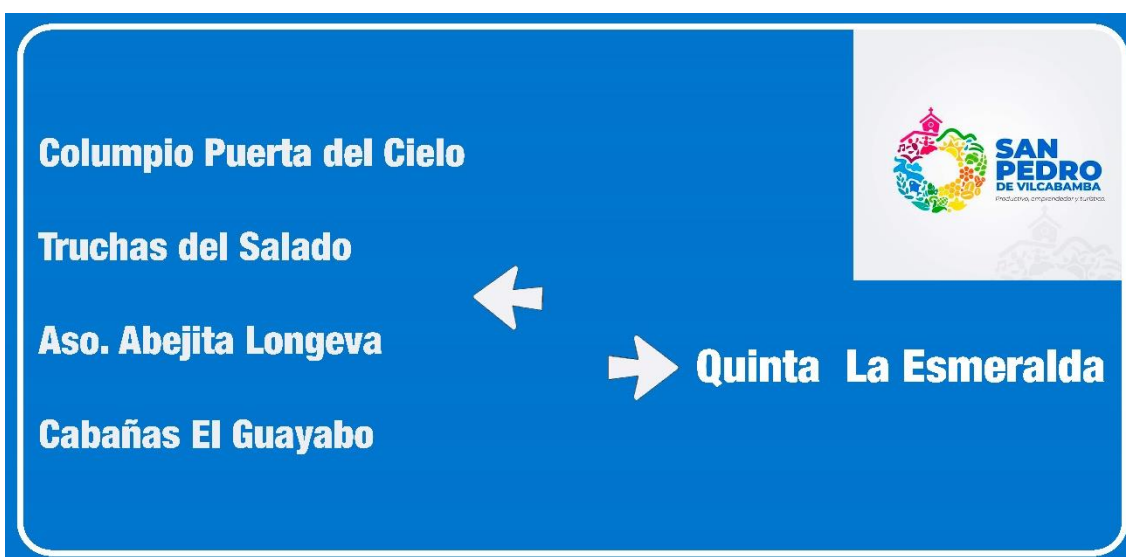 Columpio Puerta del Cielo
Truchas del Salado
Aso. Abejita Longeva
Cabañas El Guayabo
SAN
PEDRO
DE VILCABAMBA
Productivo, emprendedor y turístico.
Quinta La Esmeralda